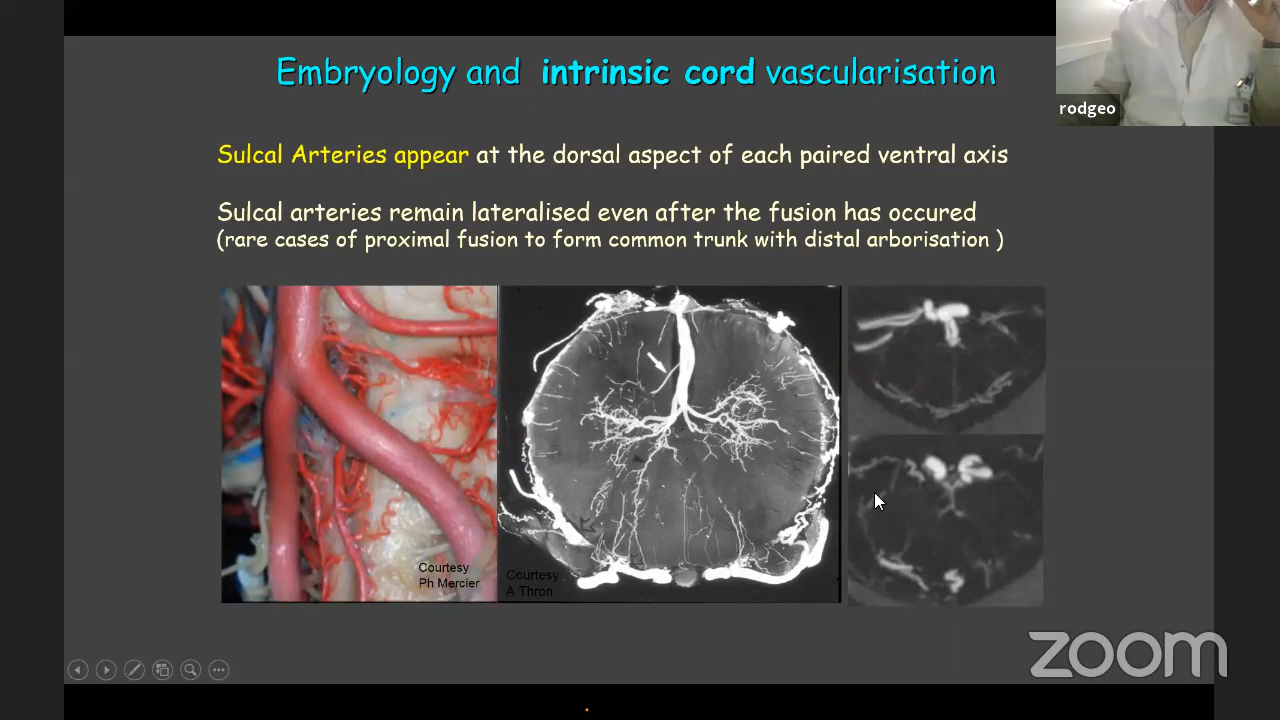 Embryology and intrinsic cord vascularisation
rodgeo
Sulcal Arteries appear at the dorsal aspect of each paired ventral axis
Sulcal arteries remain lateralised even after the fusion has occured
(rare cases of proximal fusion to form common trunk with distal arborisation )
Courtesy
Ph Mercier
Courtesy
A Thron
zoom